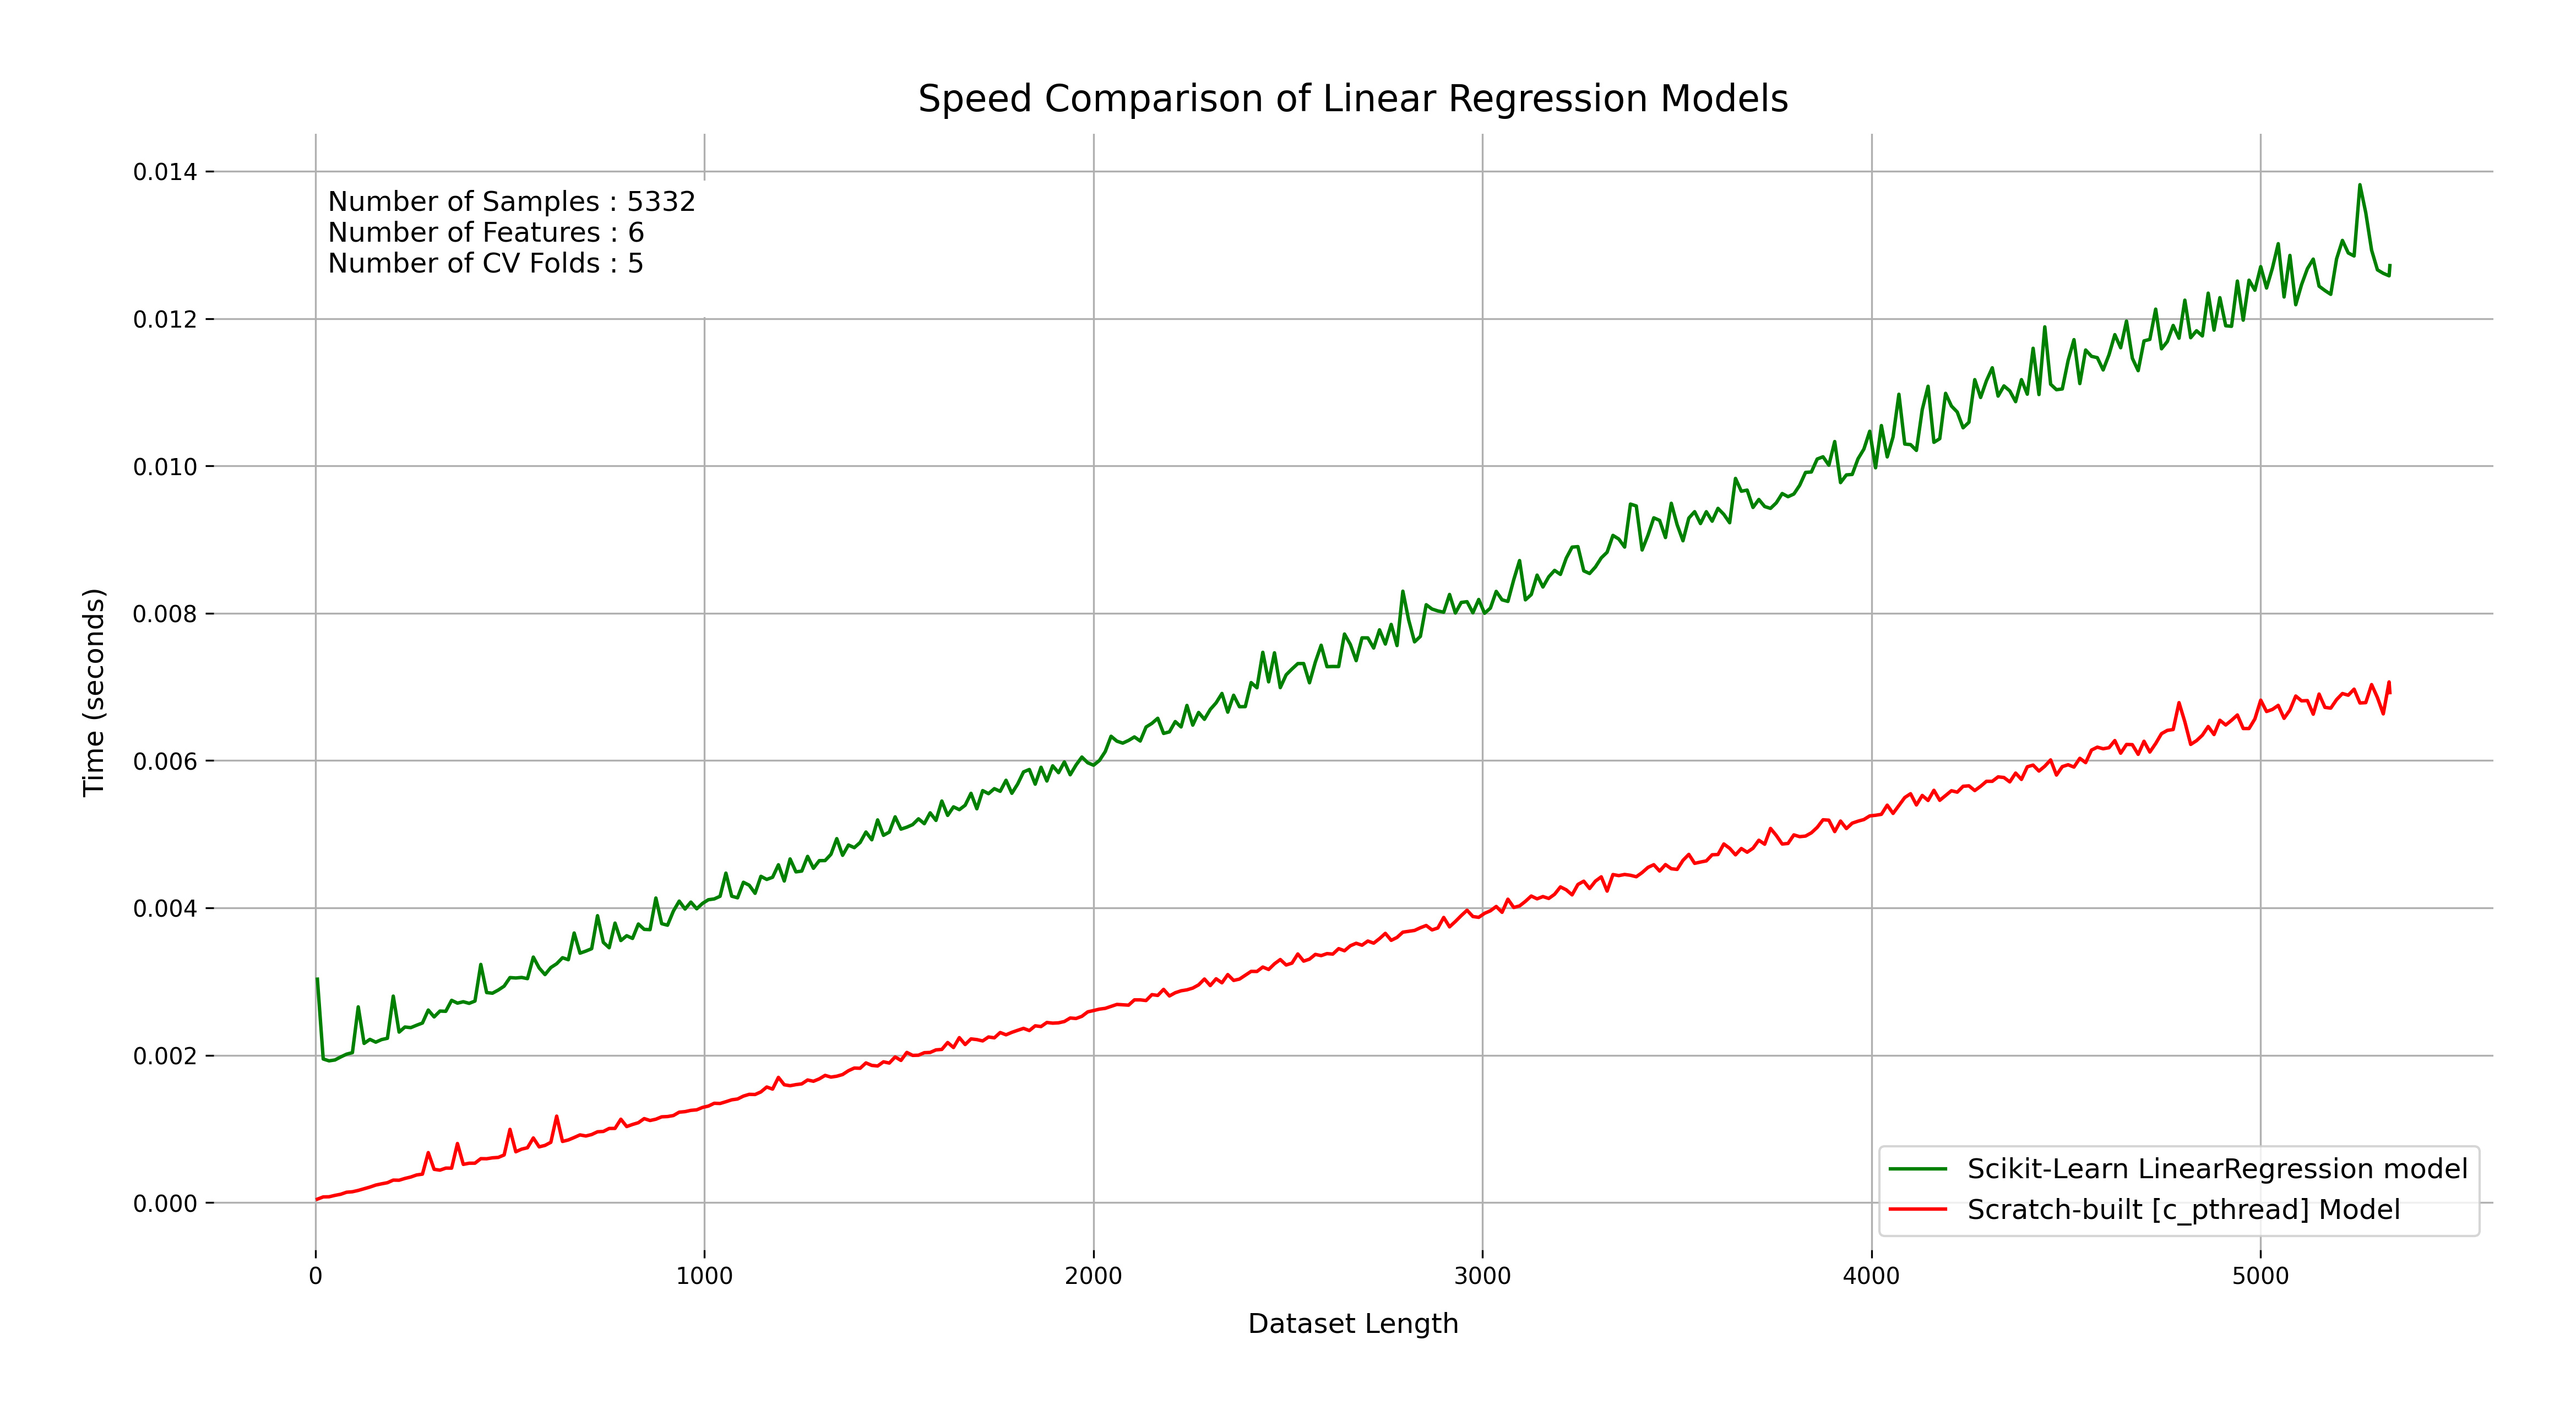 Speed Comparison of Linear Regression Models
0.014
Number of Samples : 5332
Number of Features : 6
Number of CV Folds : 5
0.012
0.010
0.008
Time (seconds)
0.006
0.004
0.002
0.000
Scikit-Learn LinearRegression model
Scratch-built [c_pthread] Model
0 1000 2000 3000 4000 5000
Dataset Length